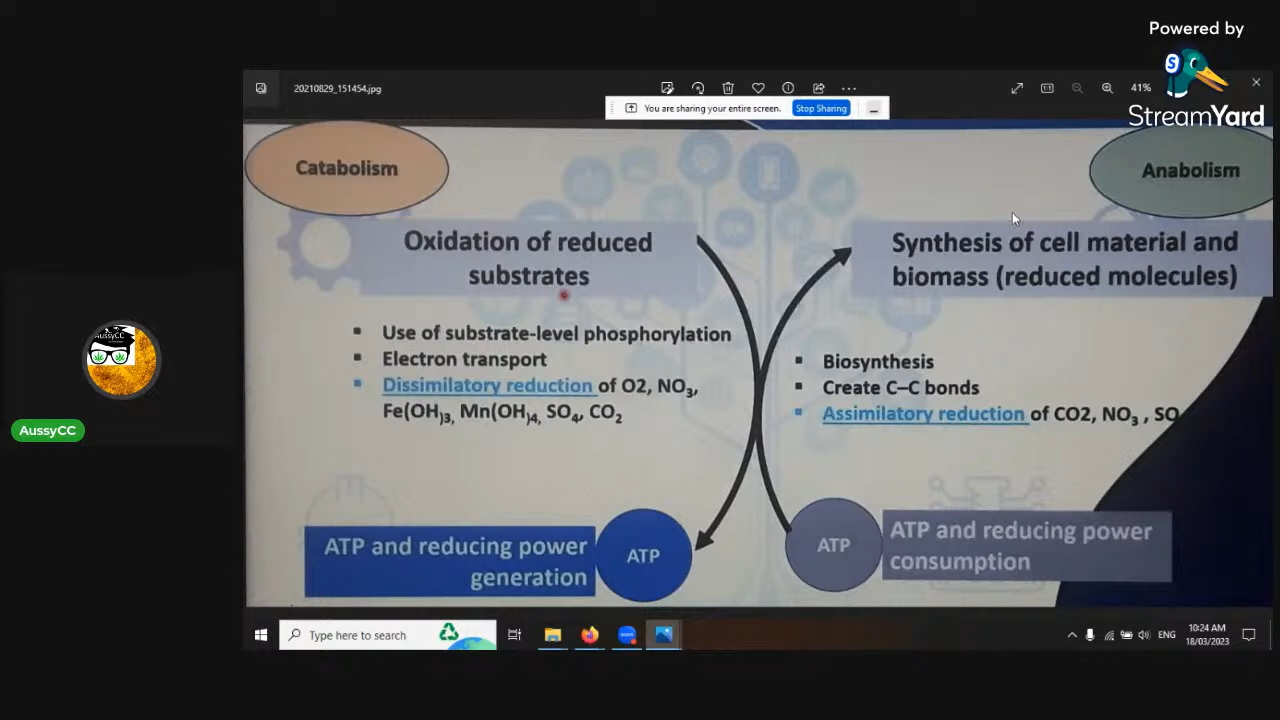 Powered by
StreamYard
20210829_151454.jpg
41%
You are sharing your entire screen.
Stop Sharing
Catabolism
Anabolism
Oxidation of reduced
substrates
Synthesis of cell material and
biomass (reduced molecules)
▪ Use of substrate-level phosphorylation
▪ Electron transport
▪ Dissimilatory reduction of O2, NO₃,
Fe(OH)₃, Mn(OH)₄, SO₄, CO₂
▪ Biosynthesis
▪ Create C–C bonds
▪ Assimilatory reduction of CO2, NO₃ , SO
ATP and reducing power
generation
ATP
ATP
ATP and reducing power
consumption
AussyCC
AussyCC
Type here to search
ENG
10:24 AM
18/03/2023